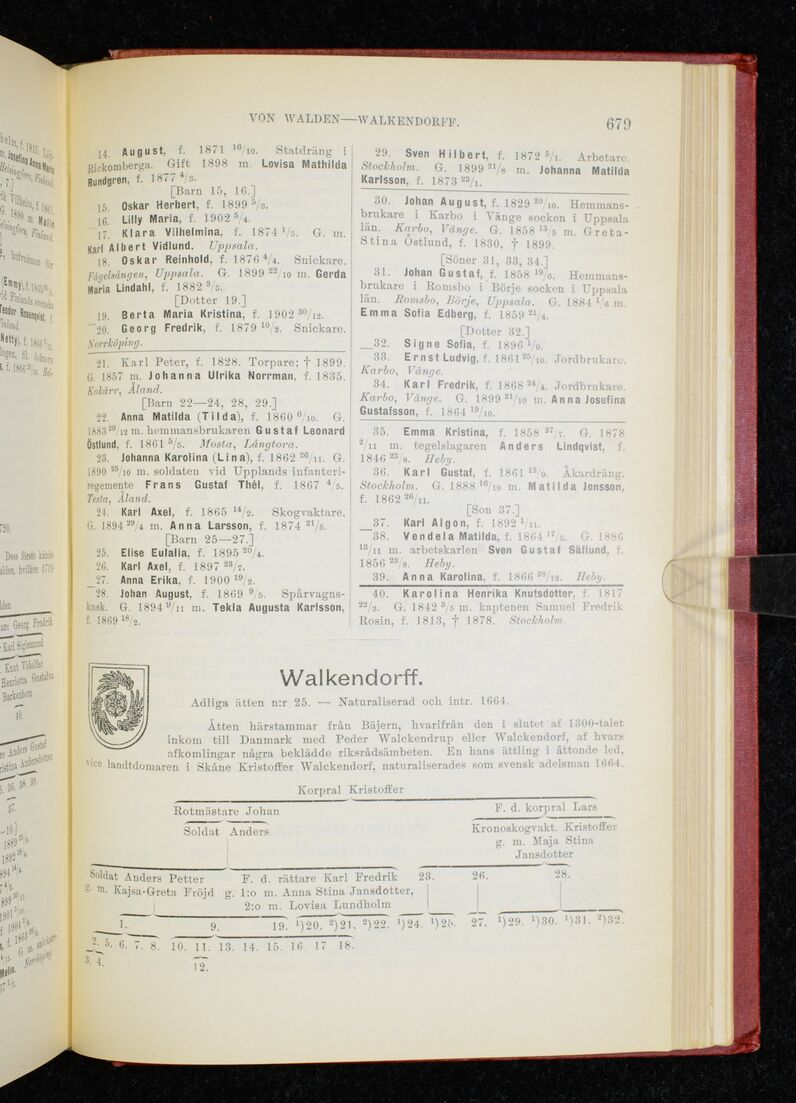 VON WALDEN—WALKENDORFF.
679
14. August, f. 1871 16/10. Statdräng i
Rickomberga. Gift 1898 m. Lovisa Mathilda
Rundgren, f. 1877 4/3.
[Barn 15, 16.]
15. Oskar Herbert, f. 1899 5/3.
16. Lilly Maria, f. 1902 5/4.
17. Klara Vilhelmina, f. 1874 1/5. G. m.
Karl Albert Vidlund. Uppsala.
18. Oskar Reinhold, f. 1876 4/4. Snickare.
Fågelsången, Uppsala. G. 1899 22/10 m. Gerda
Maria Lindahl, f. 1882 3/5.
[Dotter 19.]
19. Berta Maria Kristina, f. 1902 30/12.
20. Georg Fredrik, f. 1879 10/2. Snickare.
Norrköping.
21. Karl Peter, f. 1828. Torpare; † 1899.
G. 1857 m. Johanna Ulrika Norrman, f. 1835.
Kokärr, Åland.
[Barn 22—24, 28, 29.]
22. Anna Matilda (Tilda), f. 1860 6/10. G.
1883 29/12 m. hemmansbrukaren Gustaf Leonard
Östlund, f. 1861 5/5. Mosta, Långtora.
23. Johanna Karolina (Lina), f. 1862 26/11. G.
1890 25/10 m. soldaten vid Upplands infanteri-
regemente Frans Gustaf Thél, f. 1867 4/5.
Testa, Åland.
24. Karl Axel, f. 1865 14/2. Skogvaktare.
G. 1894 29/4 m. Anna Larsson, f. 1874 21/5.
[Barn 25—27.]
25. Elise Eulalia, f. 1895 20/4.
26. Karl Axel, f. 1897 23/7.
27. Anna Erika, f. 1900 19/2.
28. Johan August, f. 1869 9/5. Spårvagns-
kusk. G. 1894 9/11 m. Tekla Augusta Karlsson,
f. 1869 18/2.
29. Sven Hilbert, f. 1872 5/1. Arbetare.
Stockholm. G. 1899 21/8 m. Johanna Matilda
Karlsson, f. 1873 23/1.
30. Johan August, f. 1829 20/10. Hemmans-
brukare i Karbo i Vänge socken i Uppsala
län. Karbo, Vänge. G. 1858 13/5 m. Greta-
Stina Östlund, f. 1830, † 1899.
[Söner 31, 33, 34.]
31. Johan Gustaf, f. 1858 19/6. Hemmans-
brukare i Romsbo i Börje socken i Uppsala
län. Romsbo, Börje, Uppsala. G. 1884 1/6 m.
Emma Sofia Edberg, f. 1859 21/4.
[Dotter 32.]
32. Signe Sofia, f. 1896 1/9.
33. Ernst Ludvig, f. 1861 25/10. Jordbrukare.
Karbo, Vänge.
34. Karl Fredrik, f. 1868 24/4. Jordbrukare.
Karbo, Vänge. G. 1899 21/10 m. Anna Josefina
Gustafsson, f. 1864 19/10.
35. Emma Kristina, f. 1858 27/7. G. 1878
2/11 m. tegelslagaren Anders Lindqvist, f.
1846 23/8. Heby.
36. Karl Gustaf, f. 1861 12/9. Åkardräng.
Stockholm. G. 1888 16/10 m. Matilda Jonsson,
f. 1862 26/11.
[Son 37.]
37. Karl Algon, f. 1892 1/11.
38. Vendela Matilda, f. 1864 17/3. G. 1886
13/11 m. arbetskarlen Sven Gustaf Säflund, f.
1856 23/8. Heby.
39. Anna Karolina, f. 1866 28/12. Heby.
40. Karolina Henrika Knutsdotter, f. 1817
22/3. G. 1842 3/5 m. kaptenen Samuel Fredrik
Rosin, f. 1813, † 1878. Stockholm.
Walkendorff.
Adliga ätten n:r 25. — Naturaliserad och intr. 1664.
Ätten härstammar från Bäjern, hvarifrån den i slutet af 1300-talet
inkom till Danmark med Peder Walckendrup eller Walckendorf, af hvars
afkomlingar några beklädde riksrådsämbeten. En hans ättling i åttonde led,
vice landtdomaren i Skåne Kristoffer Walckendorf, naturaliserades som svensk adelsman 1664.
Korpral Kristoffer
Rotmästare Johan F. d. korpral Lars
Soldat Anders Kronoskogvakt. Kristoffer
g. m. Maja Stina
Jansdotter
Soldat Anders Petter F. d. rättare Karl Fredrik 23. 26. 28.
g. m. Kajsa-Greta Fröjd g. 1:o m. Anna Stina Jansdotter,
2:o m. Lovisa Lundholm
1. 9. 19. 1)20. 2)21. 2)22. 1)24. 1)25. 27. 1)29. 1)30. 1)31. 2)32.
2. 5. 6. 7. 8. 10. 11. 13. 14. 15. 16. 17 18.
3. 4. 12.